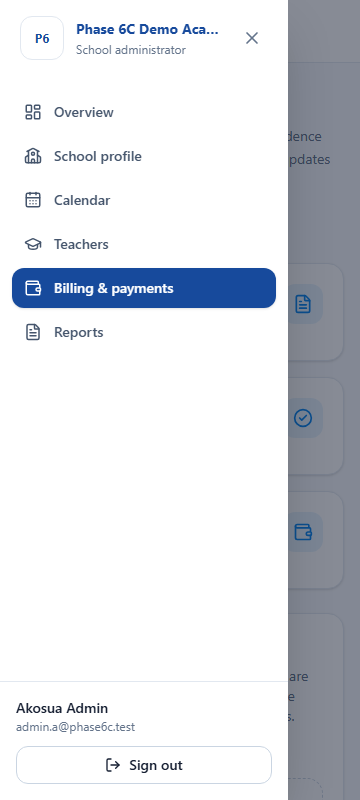 P6
Phase 6C Demo Aca...
School administrator
Overview
School profile
Calendar
Teachers
Billing & payments
Reports
Akosua Admin
admin.a@phase6c.test
Sign out